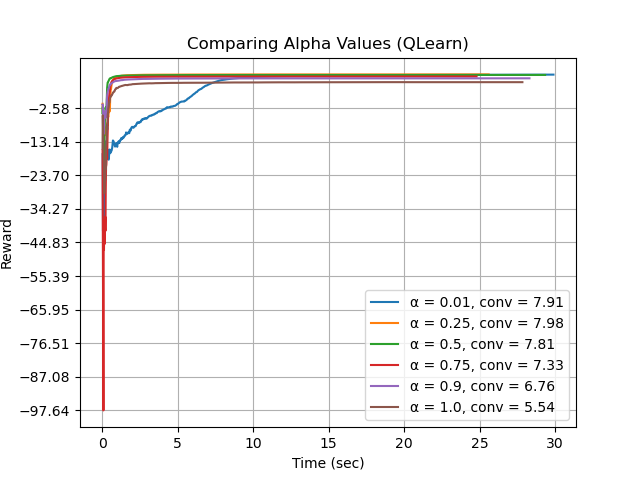 Comparing Alpha Values (QLearn)
Reward
−2.58
−13.14
−23.70
−34.27
−44.83
−55.39
−65.95
−76.51
−87.08
−97.64
α = 0.01, conv = 7.91
α = 0.25, conv = 7.98
α = 0.5, conv = 7.81
α = 0.75, conv = 7.33
α = 0.9, conv = 6.76
α = 1.0, conv = 5.54
0 5 10 15 20 25 30
Time (sec)